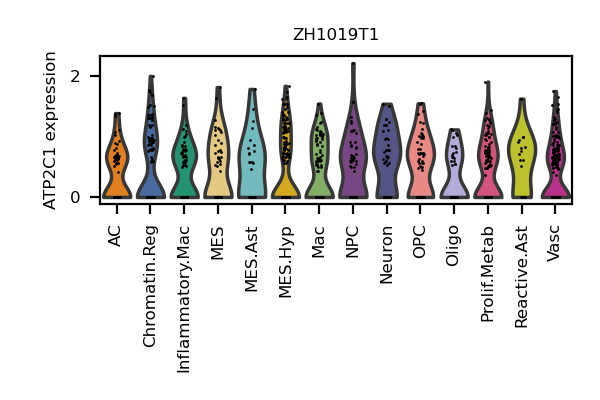 ZH1019T1
ATP2C1 expression
2
0
AC
Chromatin.Reg
Inflammatory.Mac
MES
MES.Ast
MES.Hyp
Mac
NPC
Neuron
OPC
Oligo
Prolif.Metab
Reactive.Ast
Vasc